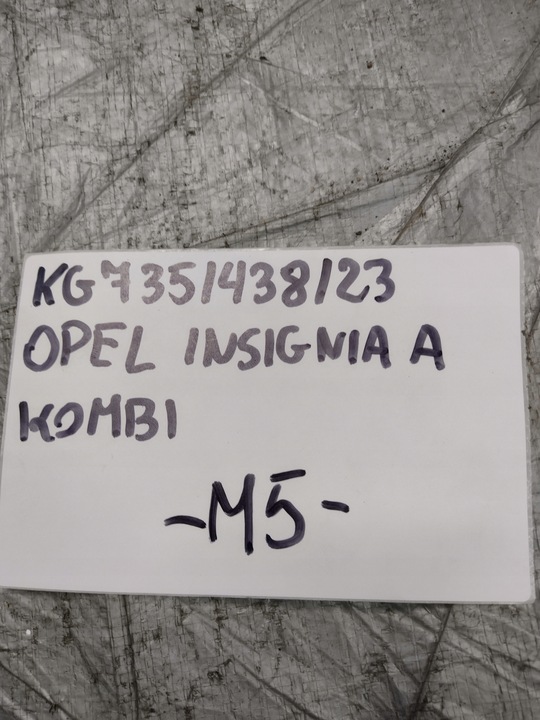 KG7351438123
OPEL INSIGNIA A
KOMBI
-M5-